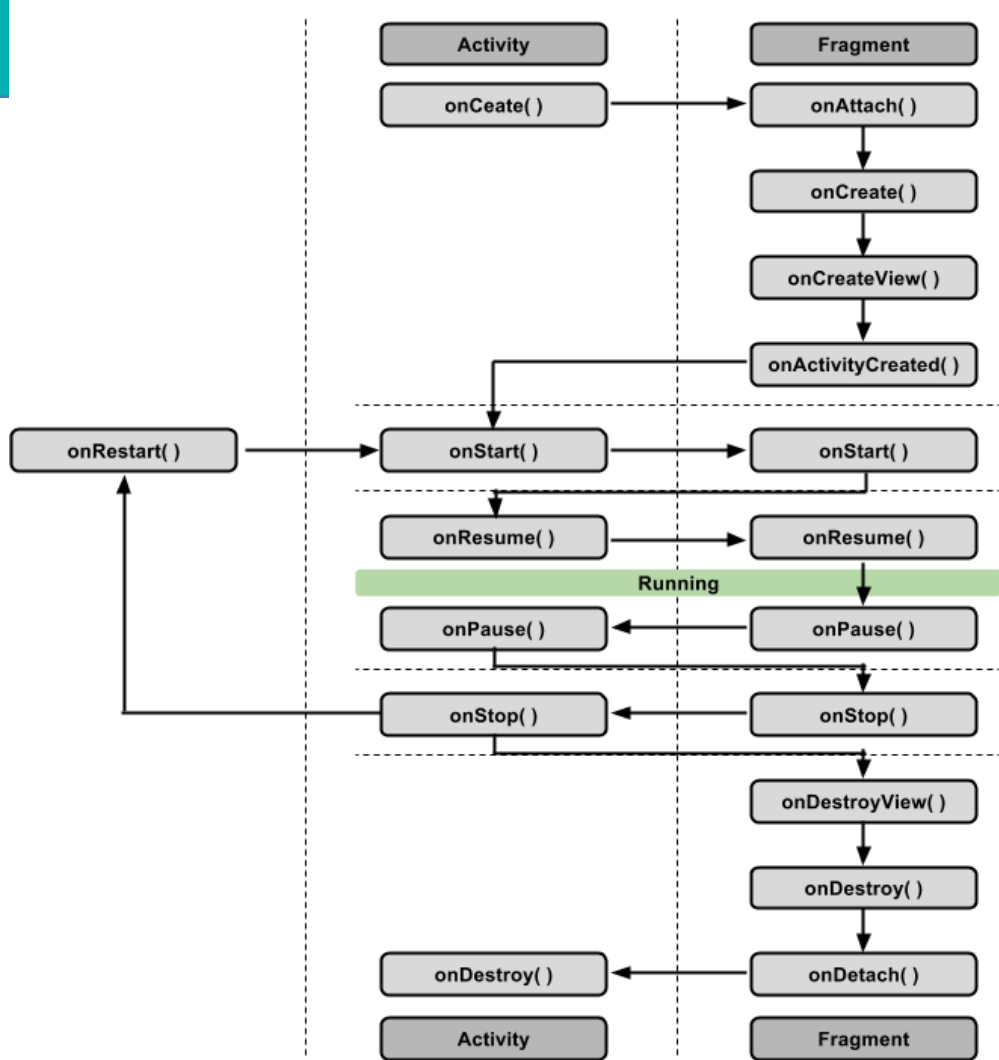 Activity
Fragment
onCeate( )
onAttach( )
onCreate( )
onCreateView( )
onActivityCreated( )
onRestart( )
onStart( )
onStart( )
onResume( )
onResume( )
Running
onPause( )
onPause( )
onStop( )
onStop( )
onDestroyView( )
onDestroy( )
onDestroy( )
onDetach( )
Activity
Fragment